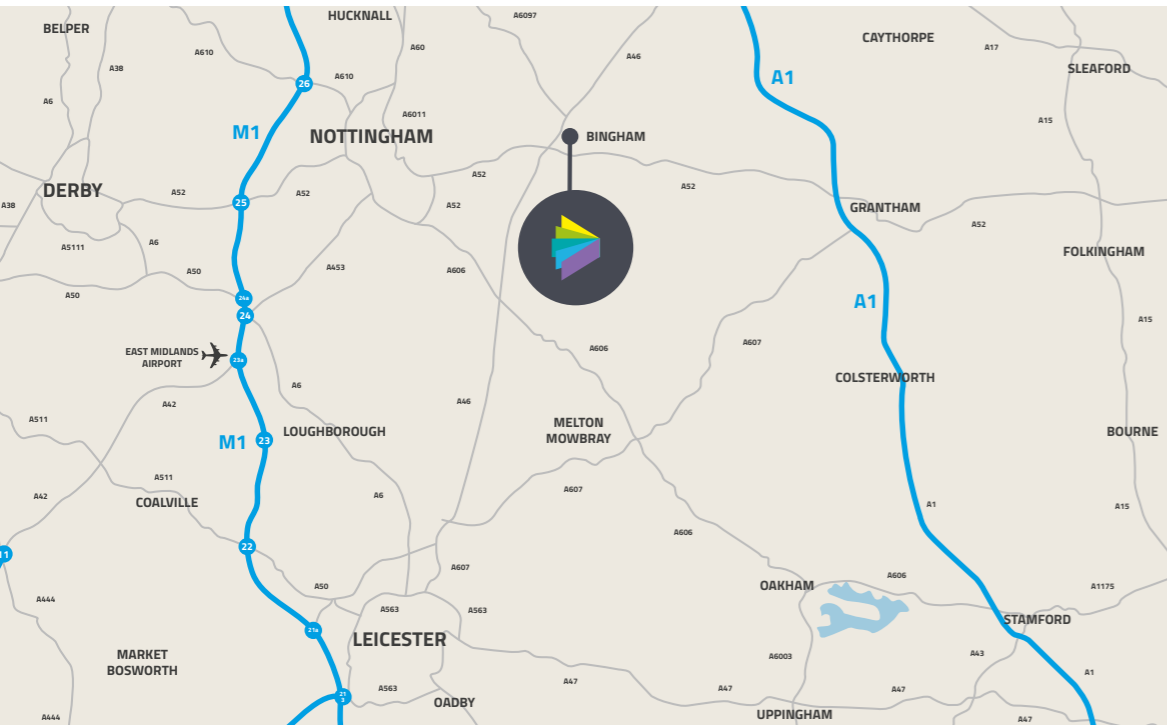 HUCKNALL
A6097
BELPER
CAYTHORPE
A610
A60
A17
A46
A38
SLEAFORD
A610
A1
26
A6
A6011
A15
M1
NOTTINGHAM
BINGHAM
A52
DERBY
A52
A52
A52
25
A38
A52
GRANTHAM
A52
A5111
A6
FOLKINGHAM
A453
A50
A606
A50
24a
A1
24
A15
A607
A606
EAST MIDLANDS
AIRPORT
23a
COLSTERWORTH
A6
A42
A46
A511
MELTON
MOWBRAY
M1
23
LOUGHBOROUGH
BOURNE
A511
A607
A42
A6
COALVILLE
A1
A15
A606
22
11
A607
A606
A50
OAKHAM
A1175
A444
A563
A563
STAMFORD
21a
LEICESTER
MARKET
BOSWORTH
A6003
A43
A1
A47
A563
A47
A47
21
3
OADBY
UPPINGHAM
A444
A47